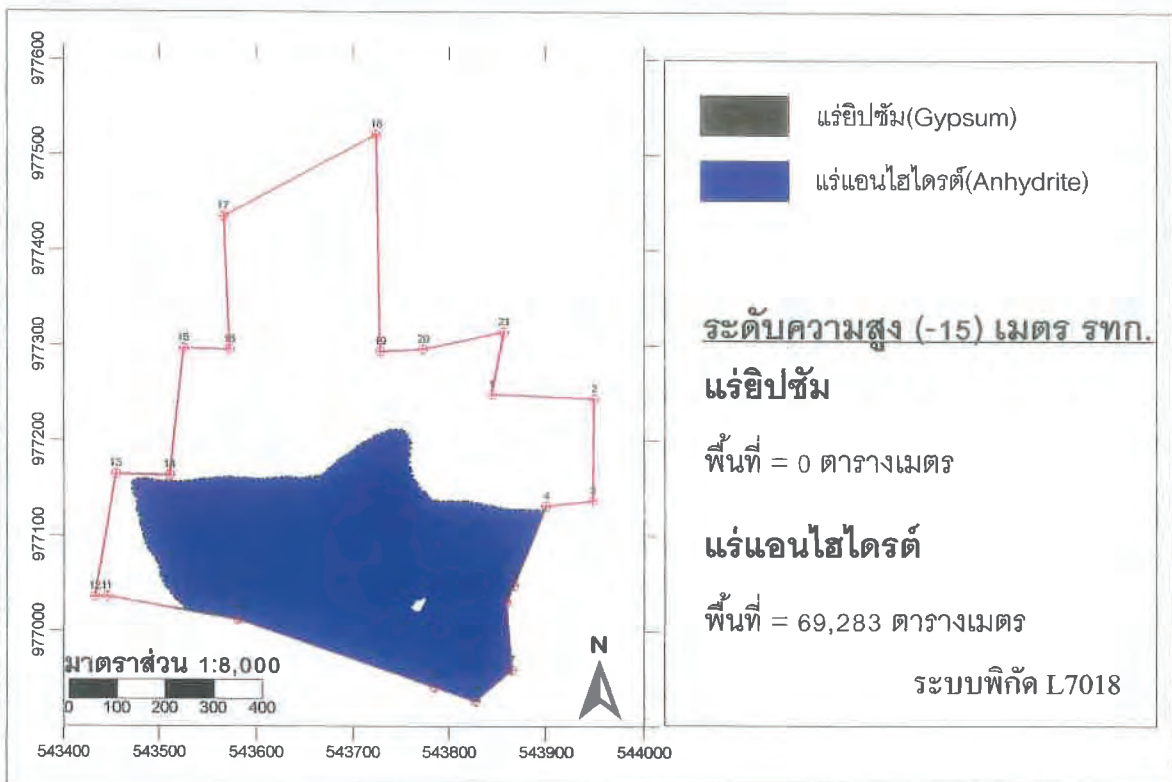 977600
977500
977400
977300
977200
977100
977000
18
17
21
15
16
19
20
1
2
13
14
4
3
12 11
มาตราส่วน 1:8,000
0 100 200 300 400
N
543400 543500 543600 543700 543800 543900 544000
แร่ยิปซัม(Gypsum)
แร่แอนไฮไดรต์(Anhydrite)
ระดับความสูง (-15) เมตร รทก.
แร่ยิปซัม
พื้นที่ = 0 ตารางเมตร
แร่แอนไฮไดรต์
พื้นที่ = 69,283 ตารางเมตร
ระบบพิกัด L7018